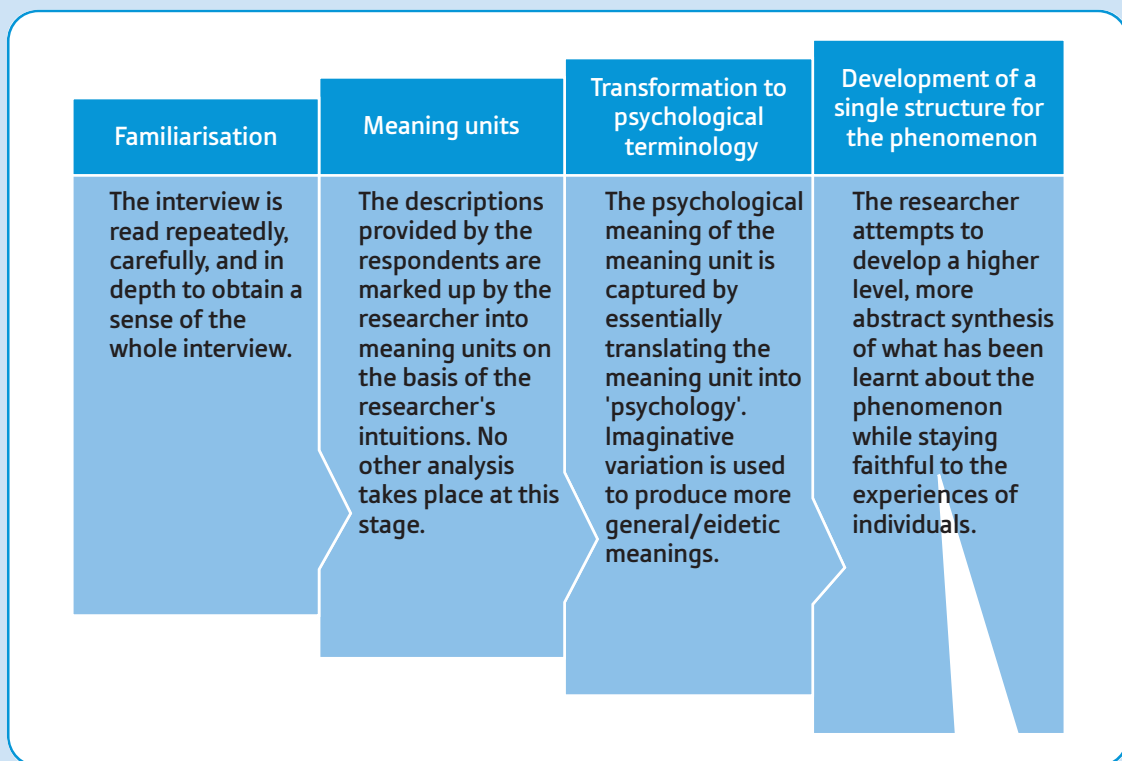 Familiarisation
The interview is
read repeatedly,
carefully, and in
depth to obtain a
sense of the
whole interview.
Meaning units
The descriptions
provided by the
respondents are
marked up by the
researcher into
meaning units on
the basis of the
researcher's
intuitions. No
other analysis
takes place at this
stage.
Transformation to
psychological
terminology
The psychological
meaning of the
meaning unit is
captured by
essentially
translating the
meaning unit into
'psychology'.
Imaginative
variation is used
to produce more
general/eidetic
meanings.
Development of a
single structure for
the phenomenon
The researcher
attempts to
develop a higher
level, more
abstract synthesis
of what has been
learnt about the
phenomenon
while staying
faithful to the
experiences of
individuals.